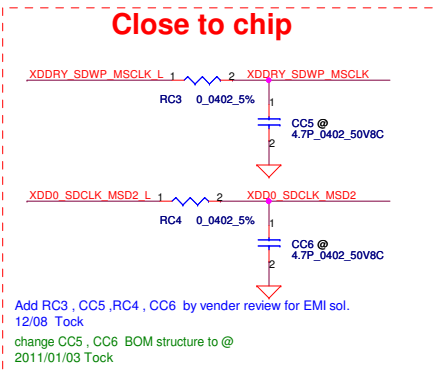 Close to chip
XDDRY_SDWP_MSCLK_L 1 2 XDDRY_SDWP_MSCLK
RC3 0_0402_5%
1
CC5 @
4.7P_0402_50V8C
2
XDD0_SDCLK_MSD2_L 1 2 XDD0_SDCLK_MSD2
RC4 0_0402_5%
1
CC6 @
4.7P_0402_50V8C
2
Add RC3 , CC5 ,RC4 , CC6 by vender review for EMI sol.
12/08 Tock
change CC5 , CC6 BOM structure to @
2011/01/03 Tock